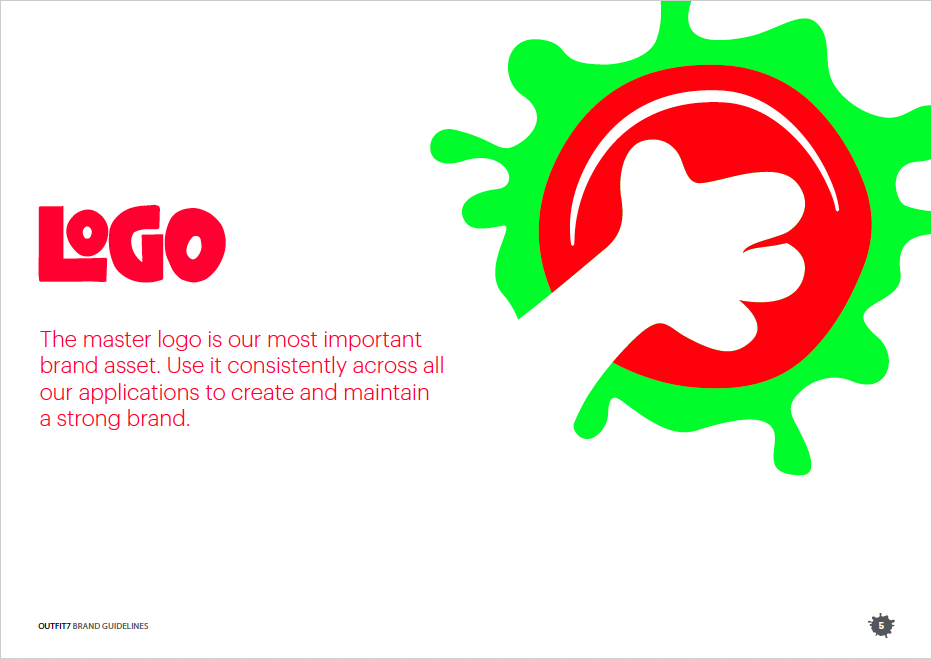 LOGO
The master logo is our most important
brand asset. Use it consistently across all
our applications to create and maintain
a strong brand.
OUTFIT7 BRAND GUIDELINES
5